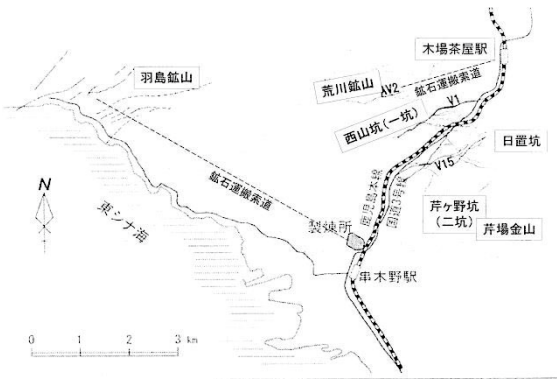 木場茶屋駅
羽島鉱山
荒川鉱山
V2
鉱石運搬索道
V1
西山坑(一坑)
日置坑
V15
鹿児島本線
国道3号線
鉱石運搬索道
芹ヶ野坑
(二坑)
芹場金山
N
東シナ海
製煉所
串木野駅
0 1 2 3 km